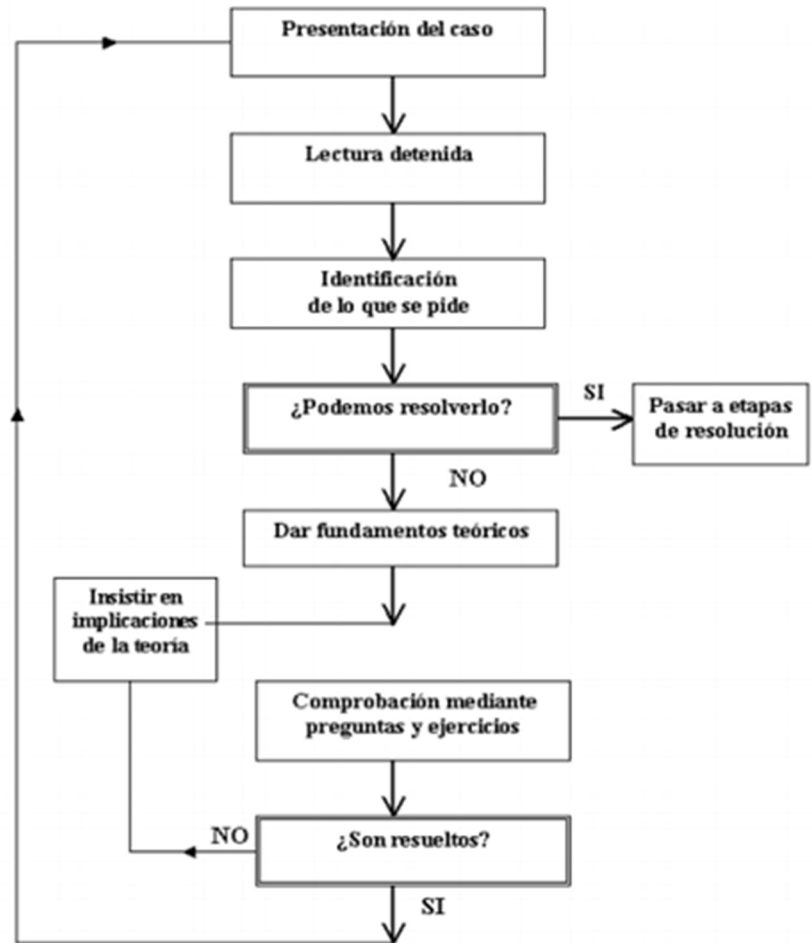 Presentación del caso
Lectura detenida
Identificación
de lo que se pide
¿Podemos resolverlo?
SI
Pasar a etapas
de resolución
NO
Dar fundamentos teóricos
Insistir en
implicaciones
de la teoría
Comprobación mediante
preguntas y ejercicios
¿Son resueltos?
NO
SI